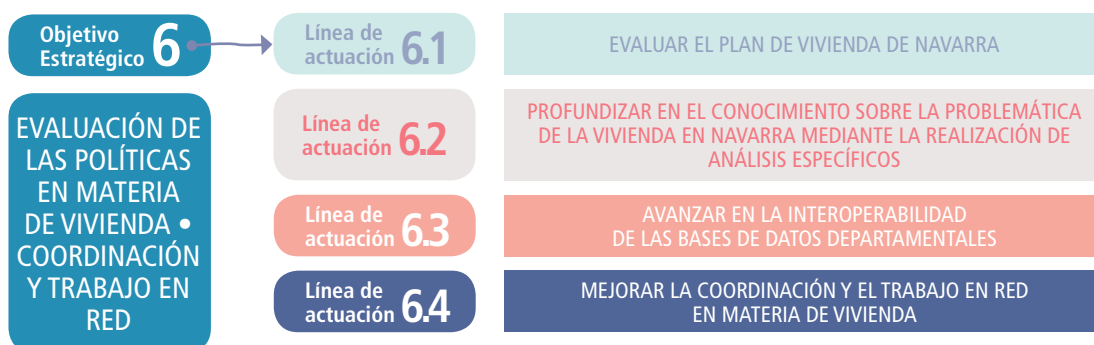 Objetivo
Estratégico 6
EVALUACIÓN DE
LAS POLÍTICAS
EN MATERIA
DE VIVIENDA •
COORDINACIÓN
Y TRABAJO EN
RED
Línea de
actuación 6.1
EVALUAR EL PLAN DE VIVIENDA DE NAVARRA
Línea de
actuación 6.2
PROFUNDIZAR EN EL CONOCIMIENTO SOBRE LA PROBLEMÁTICA
DE LA VIVIENDA EN NAVARRA MEDIANTE LA REALIZACIÓN DE
ANÁLISIS ESPECÍFICOS
Línea de
actuación 6.3
AVANZAR EN LA INTEROPERABILIDAD
DE LAS BASES DE DATOS DEPARTAMENTALES
Línea de
actuación 6.4
MEJORAR LA COORDINACIÓN Y EL TRABAJO EN RED
EN MATERIA DE VIVIENDA